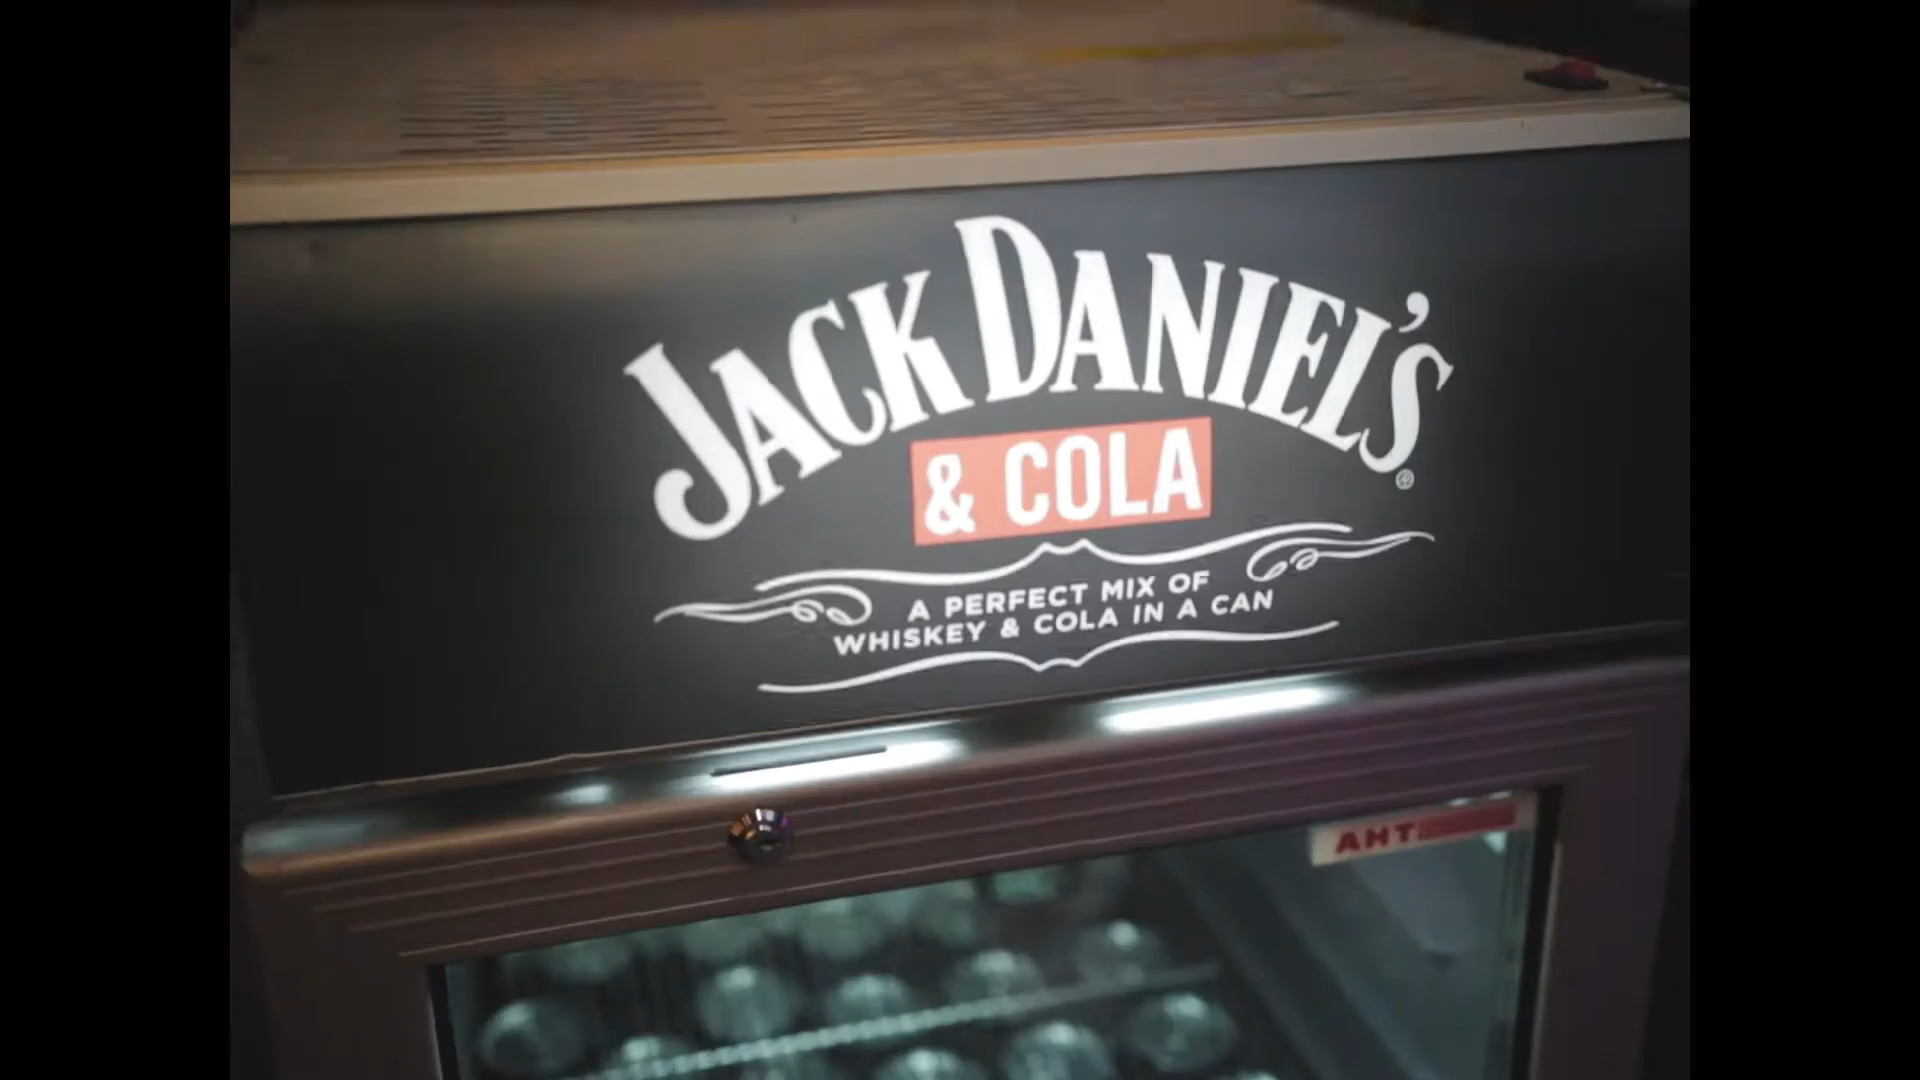 JACK DANIEL'S
& COLA
A PERFECT MIX OF
WHISKEY & COLA IN A CAN
AHT